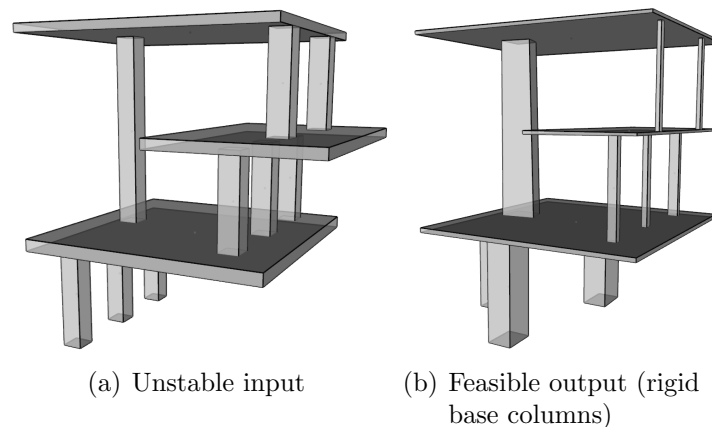 (a) Unstable input
(b) Feasible output (rigid
base columns)